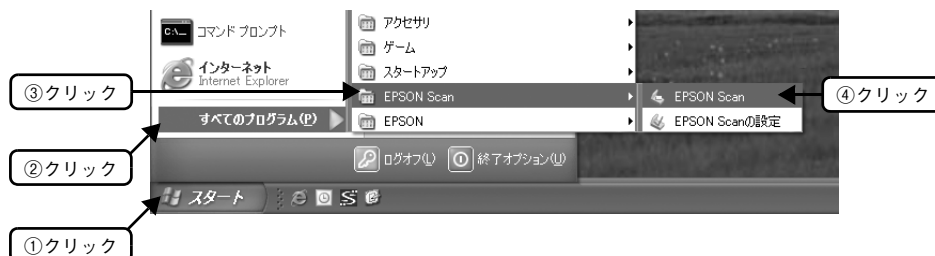 コマンド プロンプト
インターネット
Internet Explorer
すべてのプログラム(P)
アクセサリ
ゲーム
スタートアップ
EPSON Scan
EPSON
EPSON Scan
EPSON Scanの設定
ログオフ(L)
終了オプション(U)
スタート
③クリック
④クリック
②クリック
①クリック